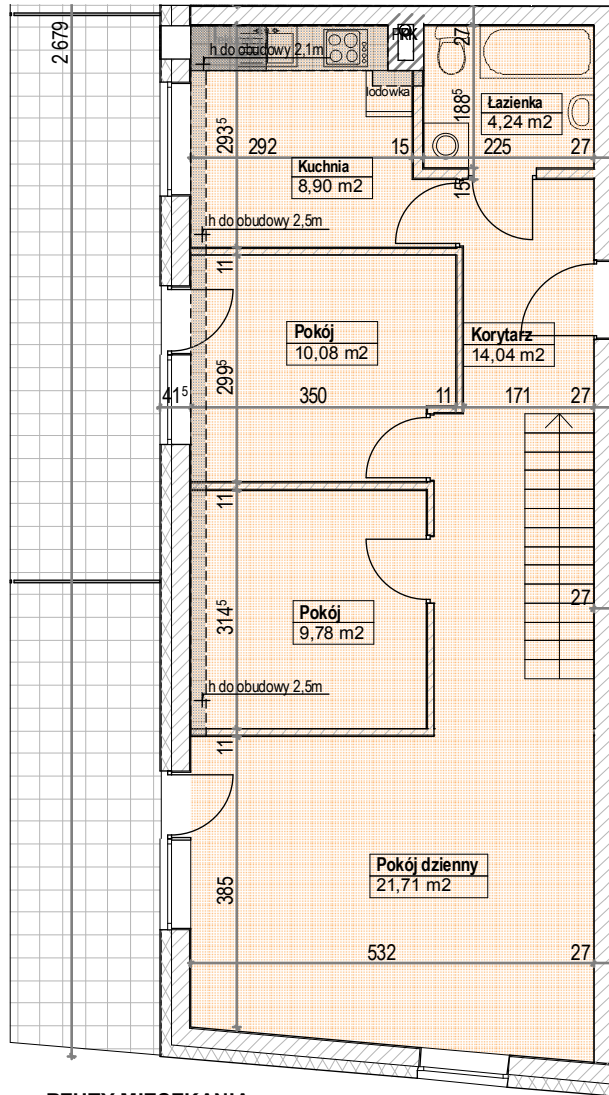 2 679
h do obudowy 2,1m
27
lodówka
Łazienka
4,24 m2
188⁵
293⁵
292
15
225
27
Kuchnia
8,90 m2
15
h do obudowy 2,5m
11
Pokój
10,08 m2
Korytarz
14,04 m2
299⁵
41⁵
350
11
171
27
11
Pokój
9,78 m2
27
314⁵
h do obudowy 2,5m
11
Pokój dzienny
21,71 m2
385
532
27